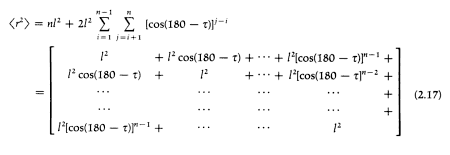 ⟨r²⟩ = nl² + 2l² ∑_{i=1}^{n−1} ∑_{j=i+1}^{n} [cos(180 − τ)]^{j−i}
l² + l² cos(180 − τ) + ··· + l²[cos(180 − τ)]^{n−1} +
l² cos(180 − τ) + l² + ··· + l²[cos(180 − τ]^{n−2} +
= ··· ··· ··· ··· + (2.17)
··· ··· ··· ··· +
l²[cos(180 − τ)]^{n−1} + ··· ··· l²